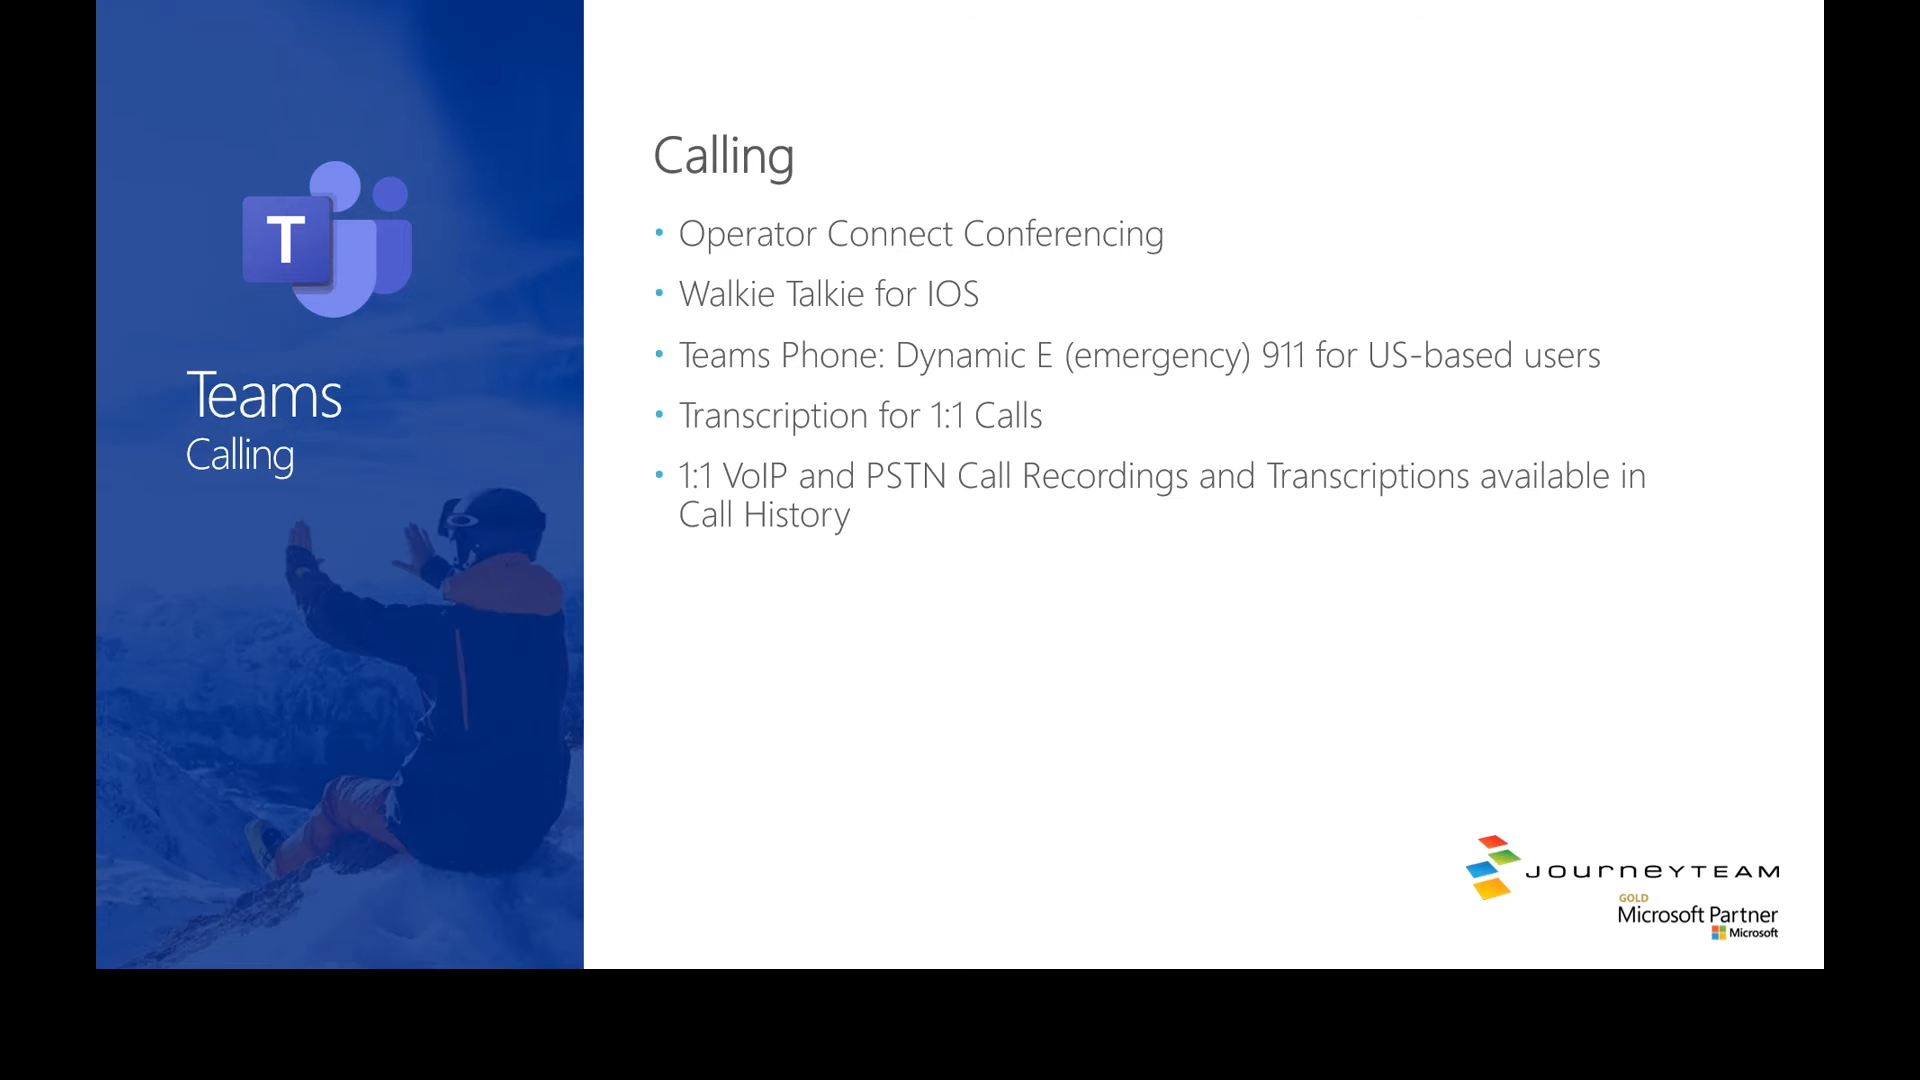 T
Teams
Calling
Calling
• Operator Connect Conferencing
• Walkie Talkie for IOS
• Teams Phone: Dynamic E (emergency) 911 for US-based users
• Transcription for 1:1 Calls
• 1:1 VoIP and PSTN Call Recordings and Transcriptions available in
Call History
JOURNEYTEAM
GOLD
Microsoft Partner
Microsoft